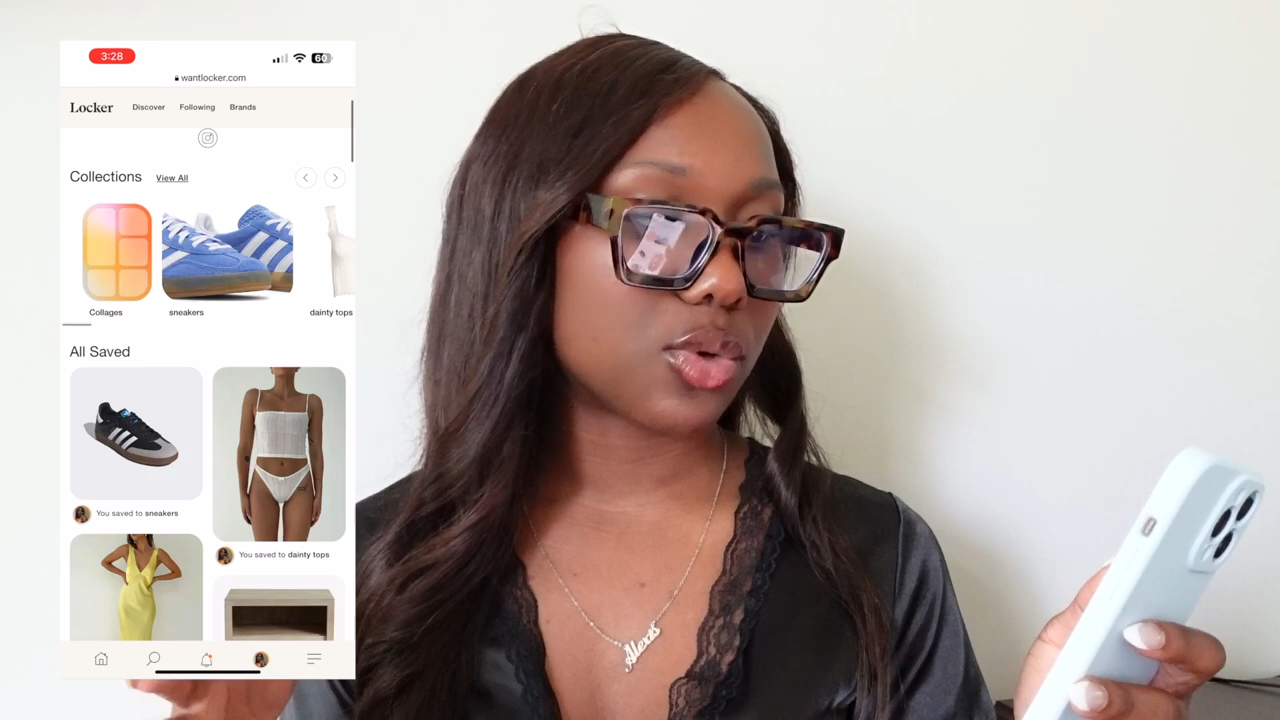 3:28
60
wantlocker.com
Locker Discover Following Brands
Collections View All
Collages sneakers dainty tops
All Saved
You saved to sneakers
You saved to dainty tops
Alexis